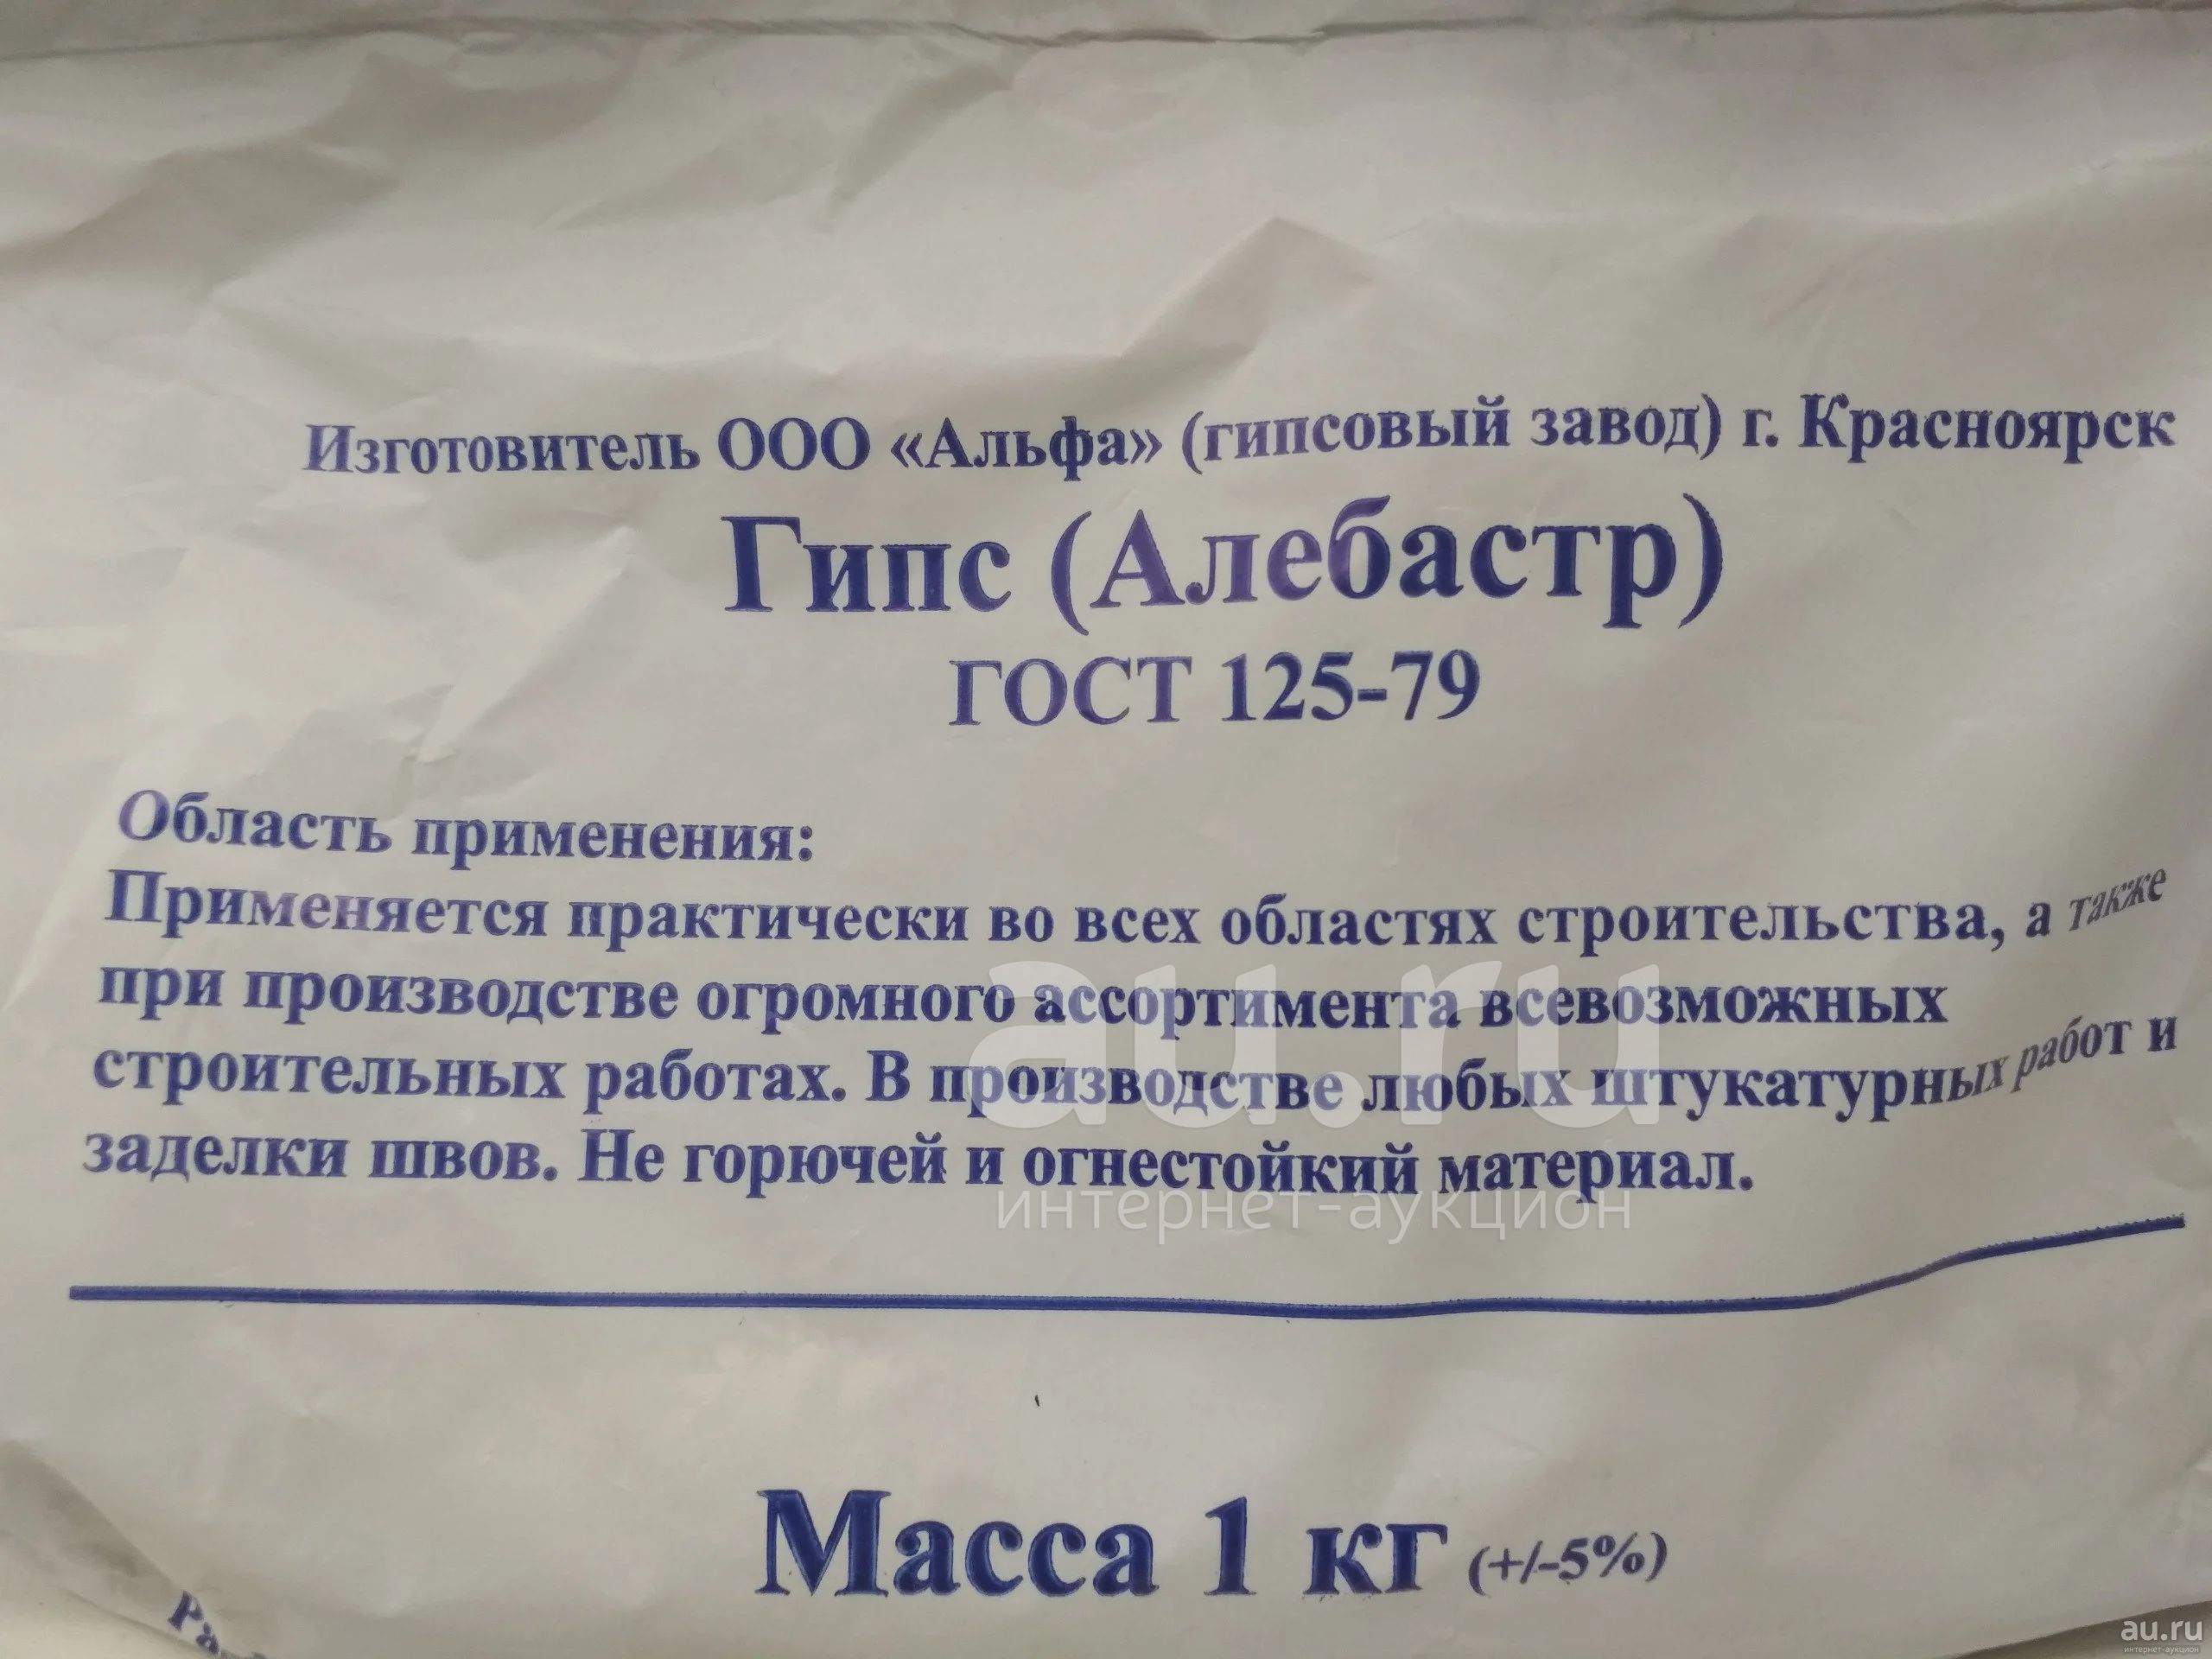 Изготовитель ООО «Альфа» (гипсовый завод) г. Красноярск
Гипс (Алебастр)
ГОСТ 125-79
Область применения:
Применяется практически во всех областях строительства, а также
при производстве огромного ассортимента всевозможных
строительных работах. В производстве любых штукатурных работ и
заделки швов. Не горючей и огнестойкий материал.
au.ru
интернет-аукцион
Масса 1 кг (+/-5%)
au.ru
интернет-аукцион